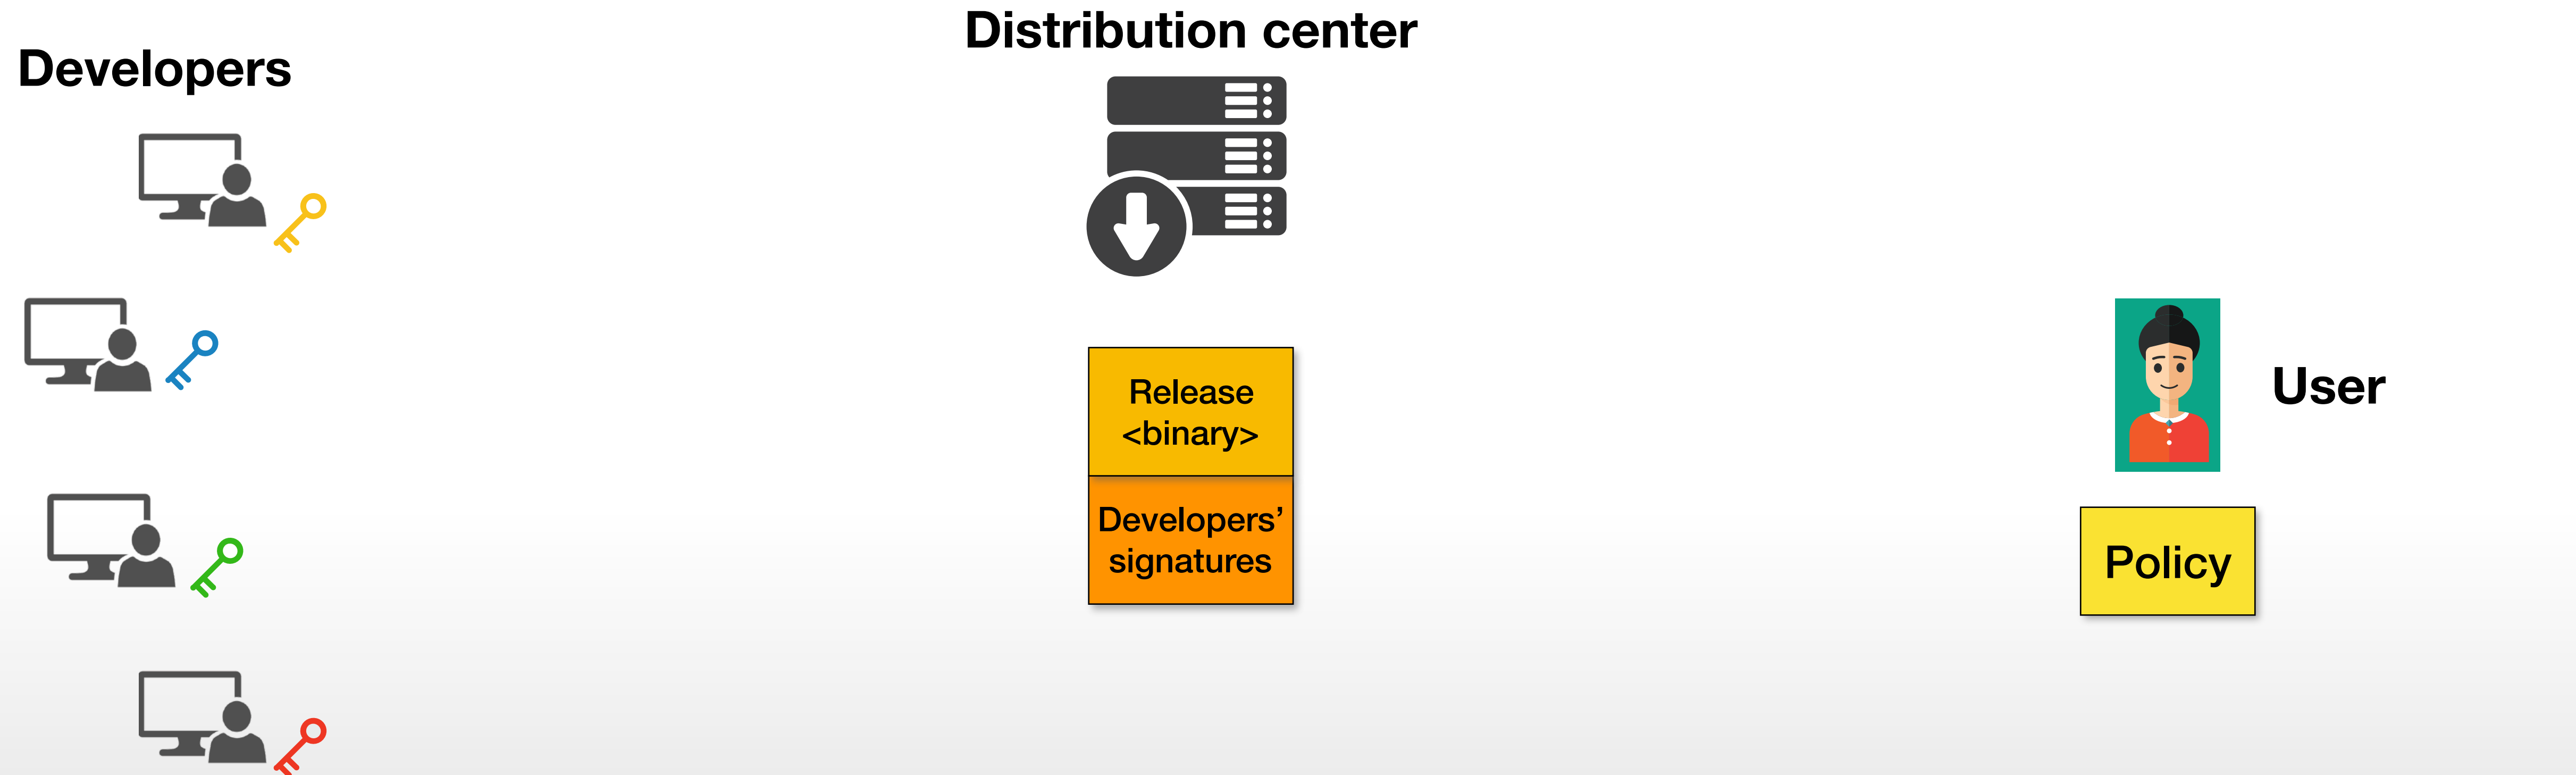 Distribution center
Developers
Release
<binary>
Developers’
signatures
User
Policy